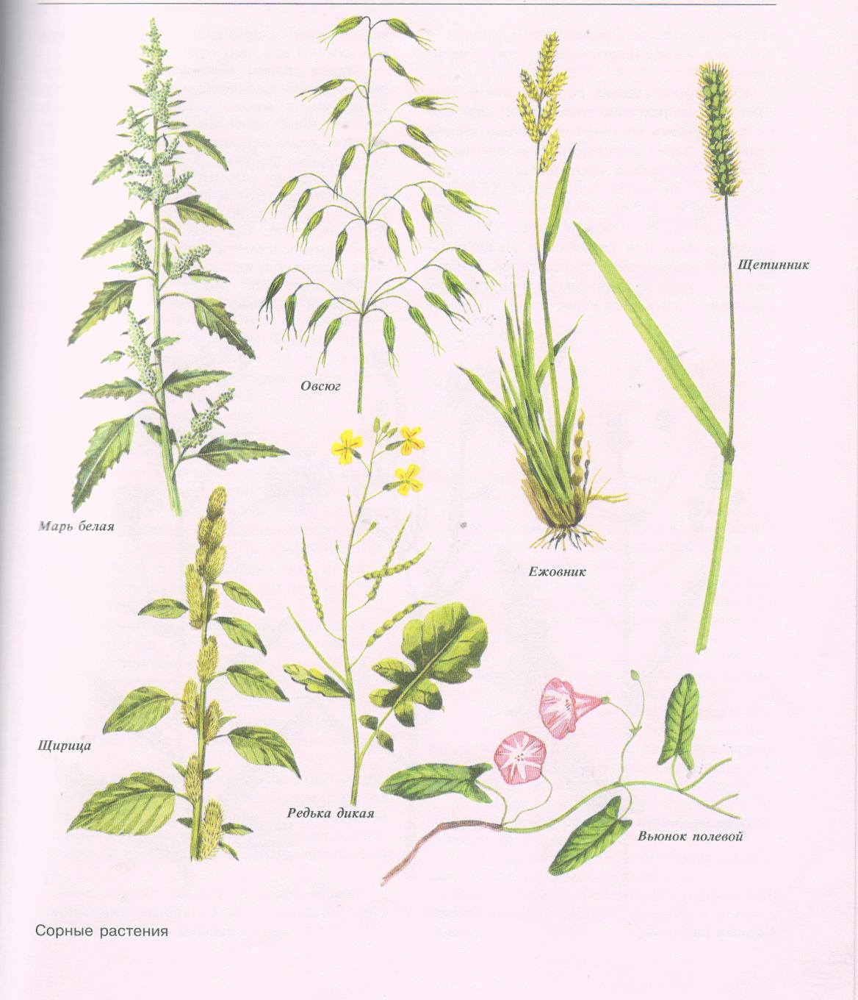 Щетинник
Овсюг
Марь белая
Ежовник
Щирица
Редька дикая
Вьюнок полевой
Сорные растения